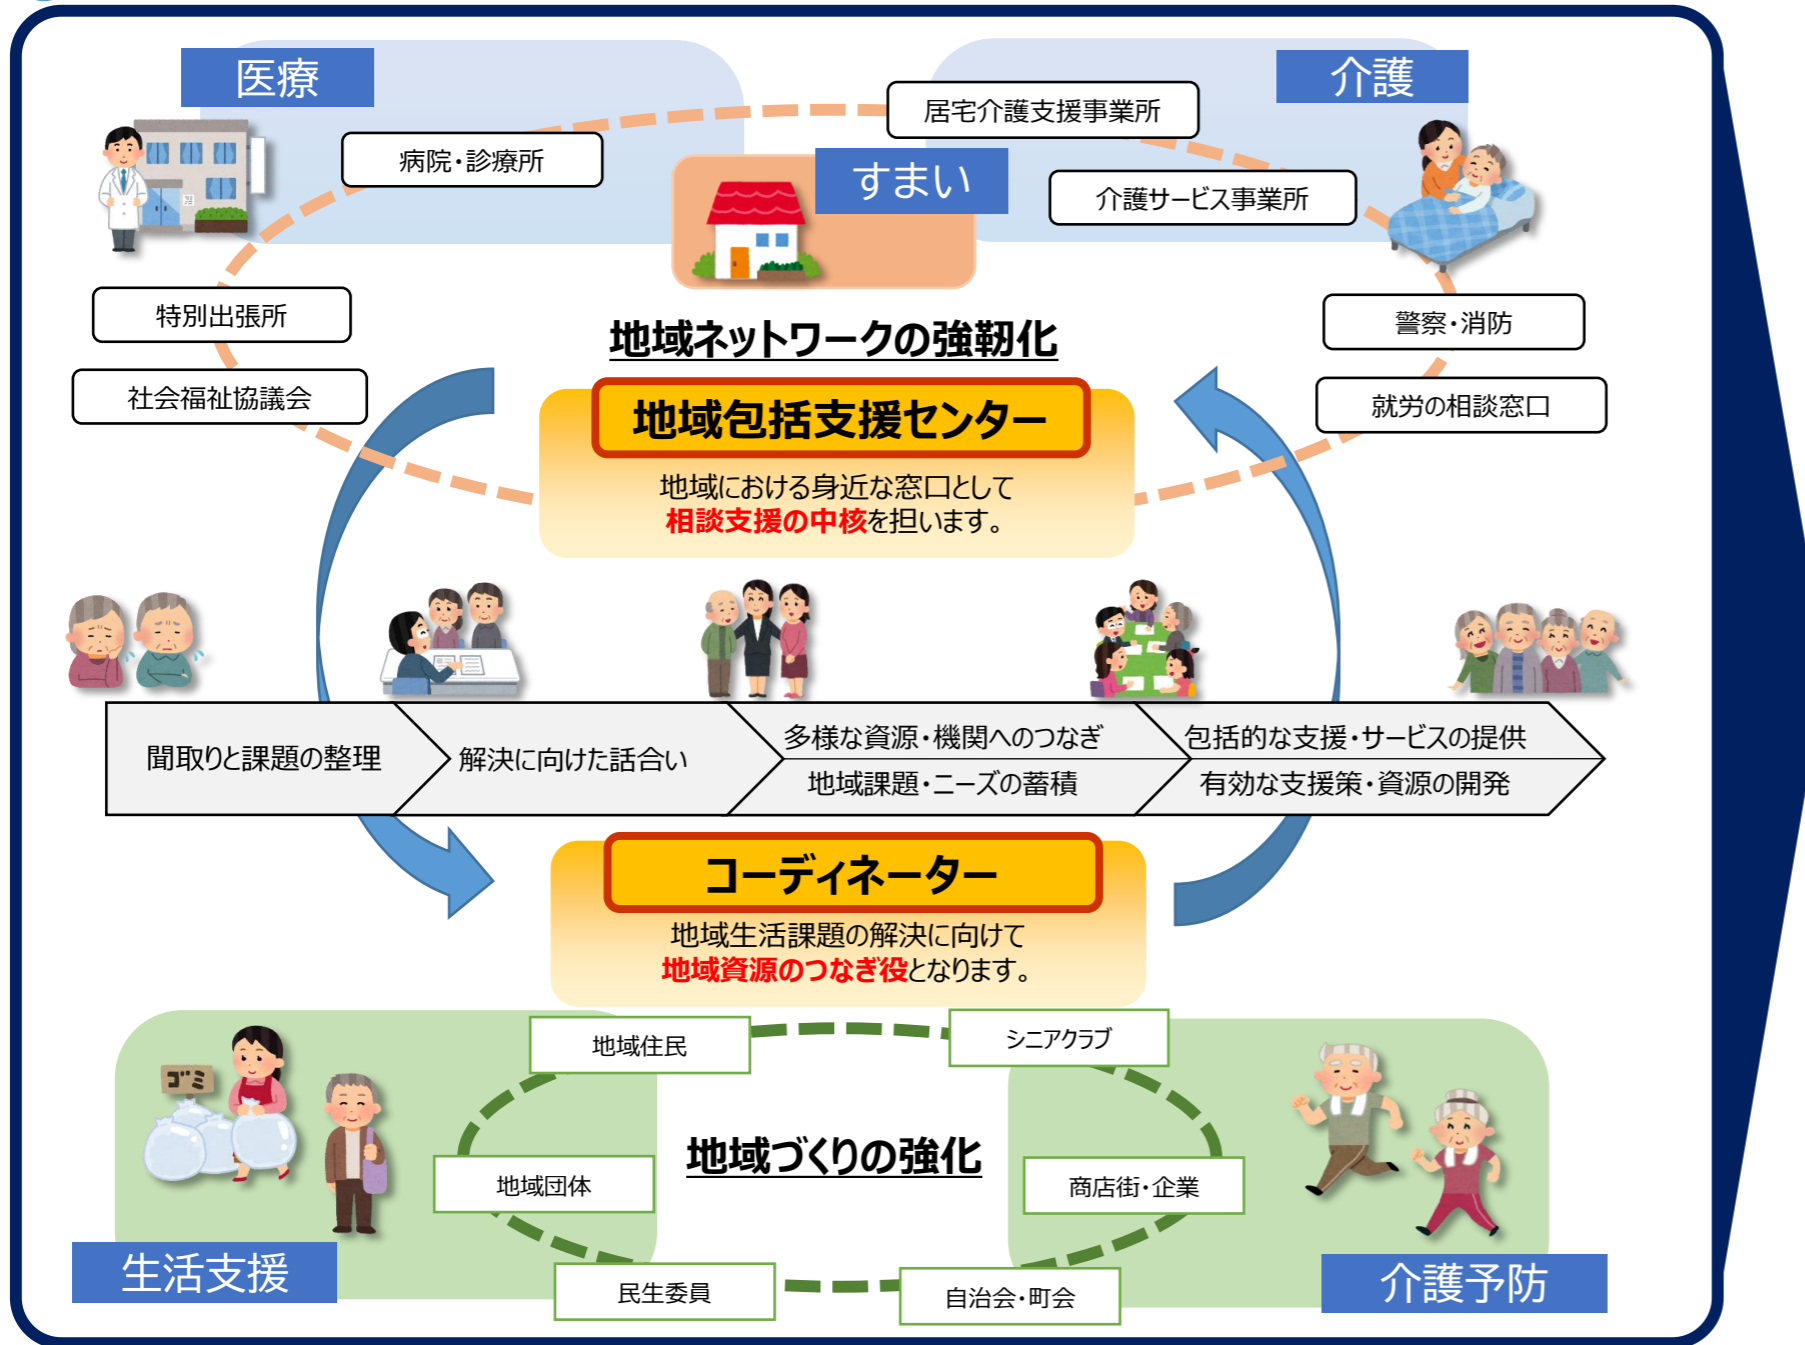 医療
介護
居宅介護支援事業所
病院・診療所
すまい
介護サービス事業所
特別出張所
警察・消防
地域ネットワークの強靭化
社会福祉協議会
就労の相談窓口
地域包括支援センター
地域における身近な窓口として
相談支援の中核を担います。
聞取りと課題の整理
解決に向けた話合い
多様な資源・機関へのつなぎ
地域課題・ニーズの蓄積
包括的な支援・サービスの提供
有効な支援策・資源の開発
コーディネーター
地域生活課題の解決に向けて
地域資源のつなぎ役となります。
地域住民
シニアクラブ
ゴミ
地域づくりの強化
地域団体
商店街・企業
生活支援
民生委員
自治会・町会
介護予防